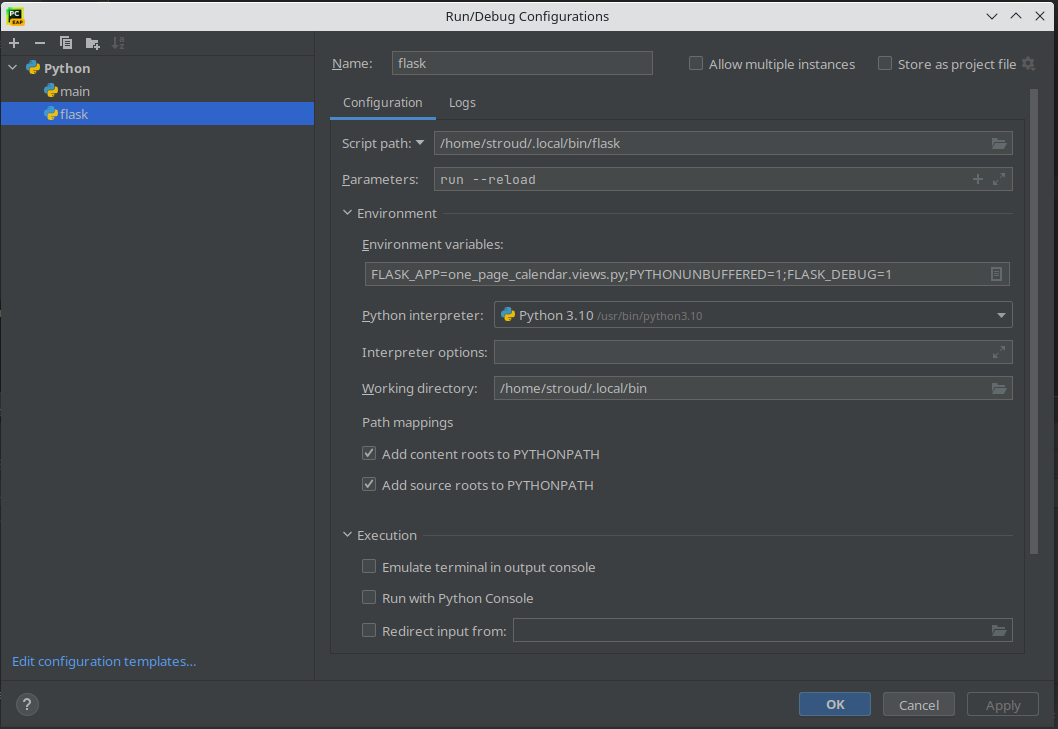 PC
EAP
Run/Debug Configurations
Python
main
flask
Edit configuration templates...
Name: flask
Allow multiple instances
Store as project file
Configuration Logs
Script path: /home/stroud/.local/bin/flask
Parameters: run --reload
Environment
Environment variables:
FLASK_APP=one_page_calendar.views.py;PYTHONUNBUFFERED=1;FLASK_DEBUG=1
Python interpreter: Python 3.10 /usr/bin/python3.10
Interpreter options:
Working directory: /home/stroud/.local/bin
Path mappings
Add content roots to PYTHONPATH
Add source roots to PYTHONPATH
Execution
Emulate terminal in output console
Run with Python Console
Redirect input from:
? OK Cancel Apply